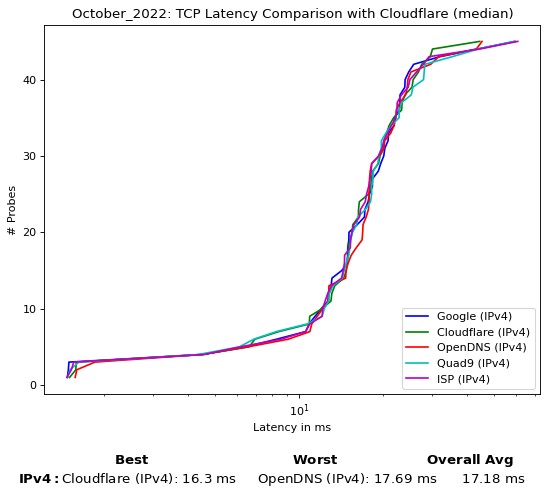 October_2022: TCP Latency Comparison with Cloudflare (median)
# Probes
40
30
20
10
0
Google (IPv4)
Cloudflare (IPv4)
OpenDNS (IPv4)
Quad9 (IPv4)
ISP (IPv4)
10¹
Latency in ms
Best Worst Overall Avg
IPv4: Cloudflare (IPv4): 16.3 ms OpenDNS (IPv4): 17.69 ms 17.18 ms